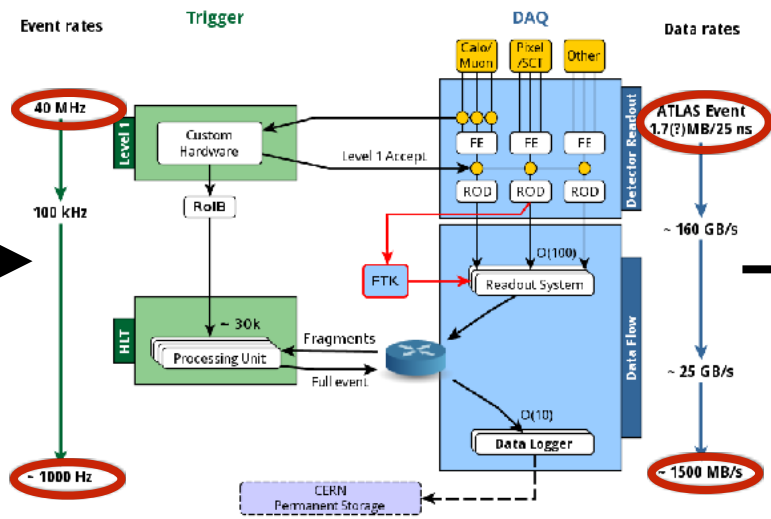 Event rates
Trigger
DAQ
Data rates
Calo/
Muon
Pixel
/SCT
Other
40 MHz
Level 1
Custom
Hardware
FE
FE
FE
Detector Readout
ATLAS Event
1.7(?)MB/25 ns
Level 1 Accept
ROD
ROD
ROD
RoIB
100 kHz
~ 160 GB/s
O(100)
FTK
Readout System
~ 30k
HLT
Processing Unit
Fragments
Full event
Data Flow
~ 25 GB/s
O(10)
Data Logger
~ 1000 Hz
~ 1500 MB/s
CERN
Permanent Storage